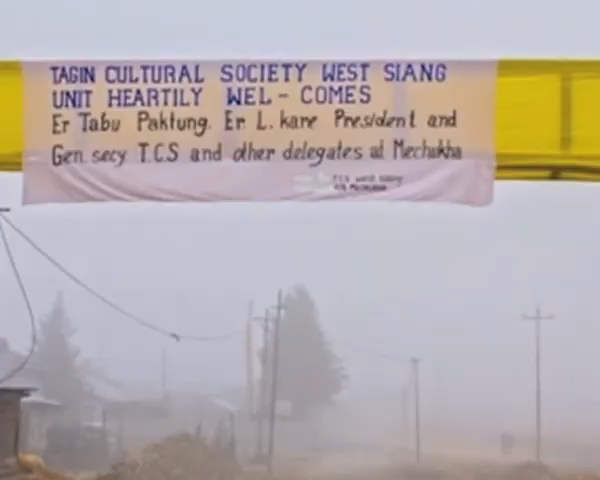 TAGIN CULTURAL SOCIETY WEST SIANG
UNIT HEARTILY WEL - COMES
Er Tabu Paktung. Er L. kare President and
Gen. secy T.C.S and other delegates at Mechukha